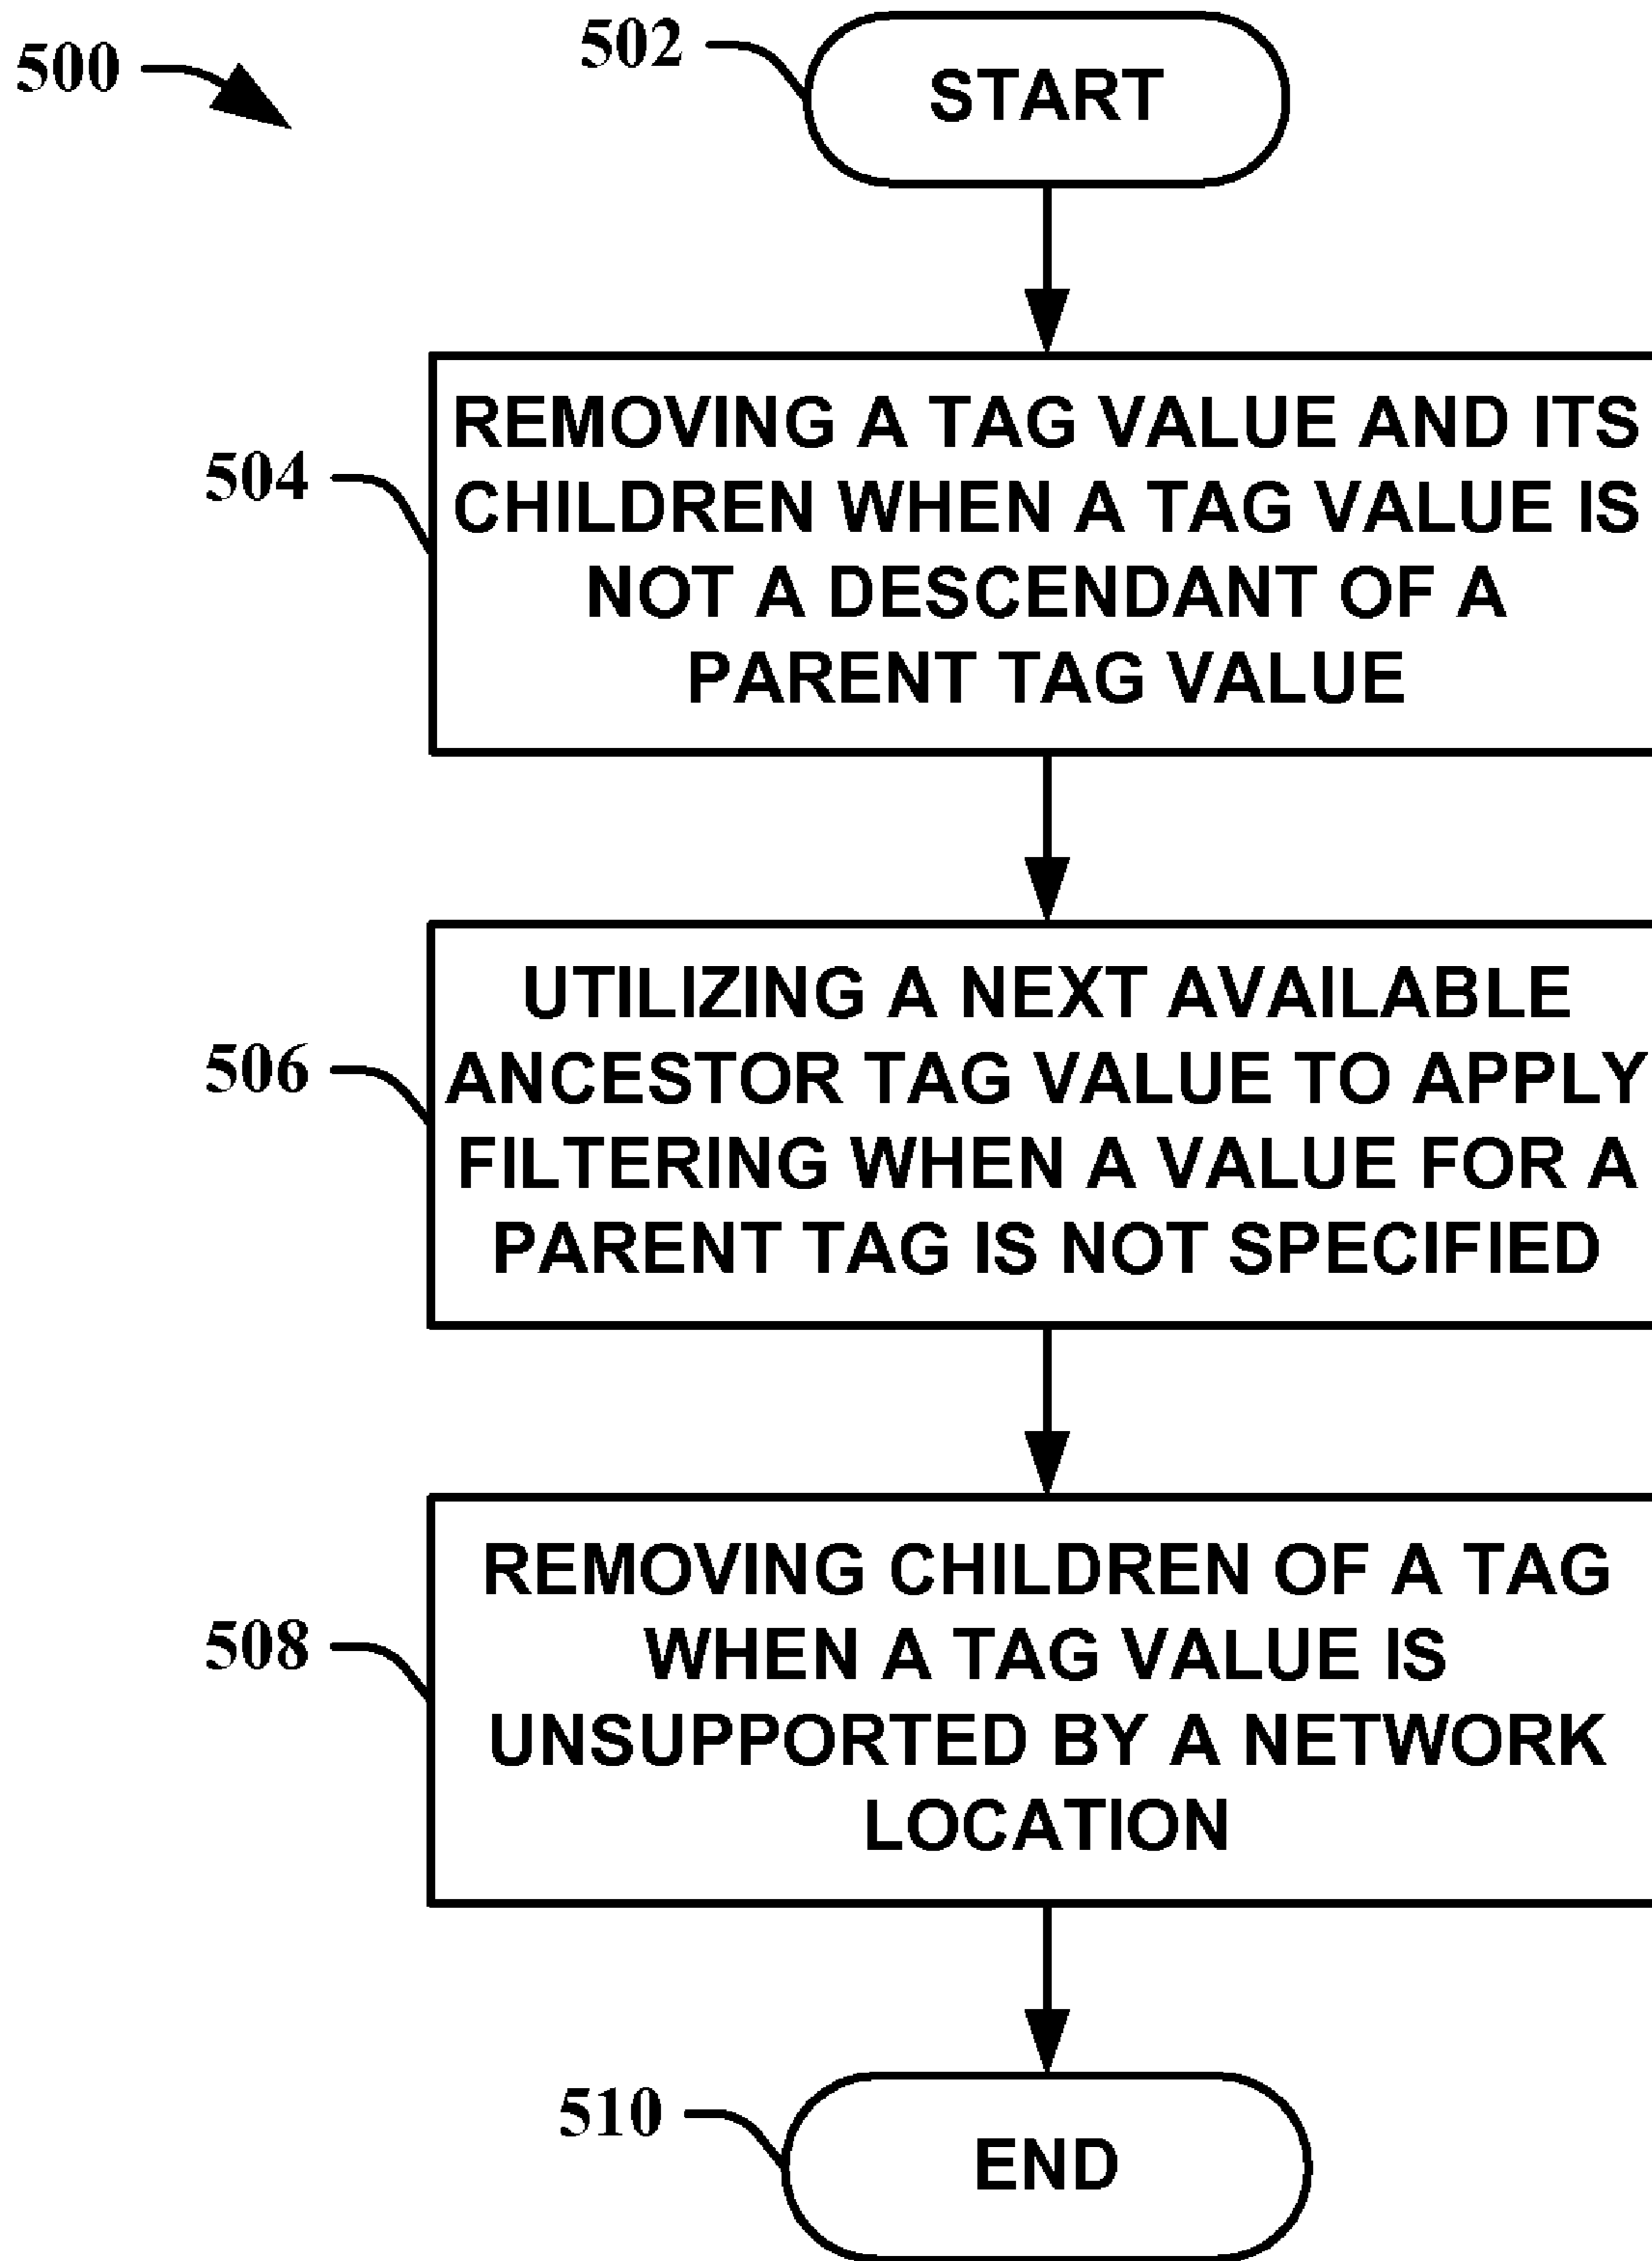 500
502
START
504
REMOVING A TAG VALUE AND ITS
CHILDREN WHEN A TAG VALUE IS
NOT A DESCENDANT OF A
PARENT TAG VALUE
506
UTILIZING A NEXT AVAILABLE
ANCESTOR TAG VALUE TO APPLY
FILTERING WHEN A VALUE FOR A
PARENT TAG IS NOT SPECIFIED
508
REMOVING CHILDREN OF A TAG
WHEN A TAG VALUE IS
UNSUPPORTED BY A NETWORK
LOCATION
510
END